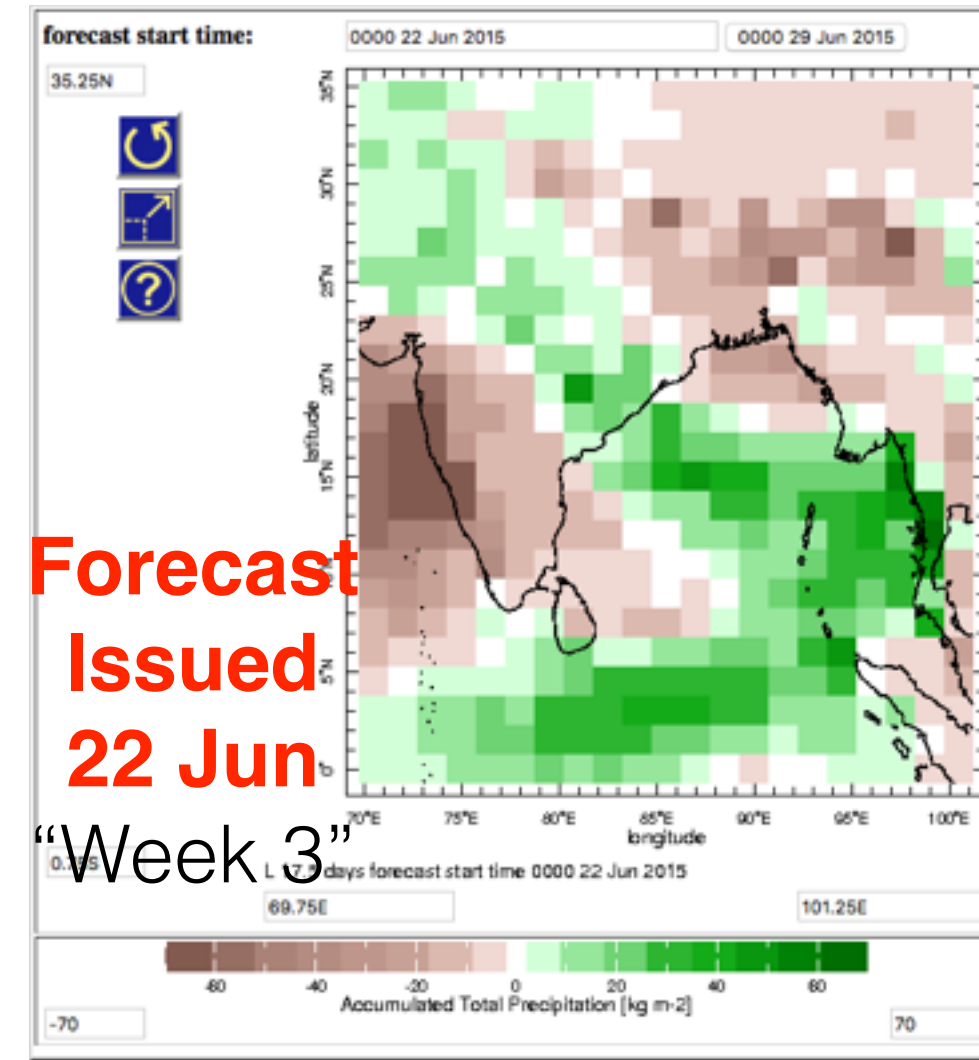 forecast start time:
0000 22 Jun 2015
0000 29 Jun 2015
35.25N
?
35°N
30°N
25°N
20°N
15°N
5°N
0°
latitude
Forecast
Issued
22 Jun
“Week 3”
70°E 75°E 80°E 85°E 90°E 95°E 100°E
longitude
L 17.5 days forecast start time 0000 22 Jun 2015
69.75E
101.25E
-60 -40 -20 0 20 40 60
Accumulated Total Precipitation [kg m-2]
-70
70